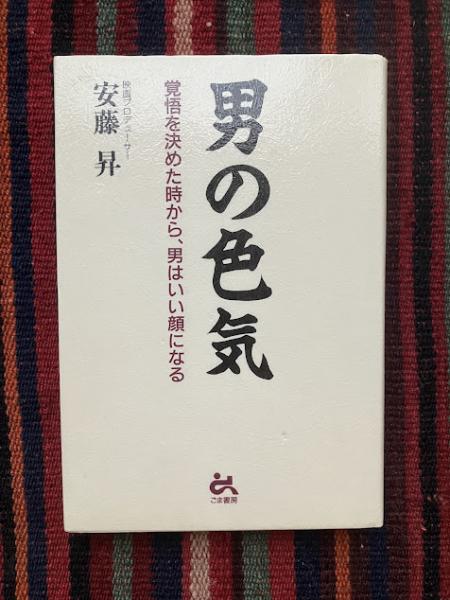 男の色気
覚悟を決めた時から、男はいい顔になる
映画プロデューサー
安藤 昇
ごま書房